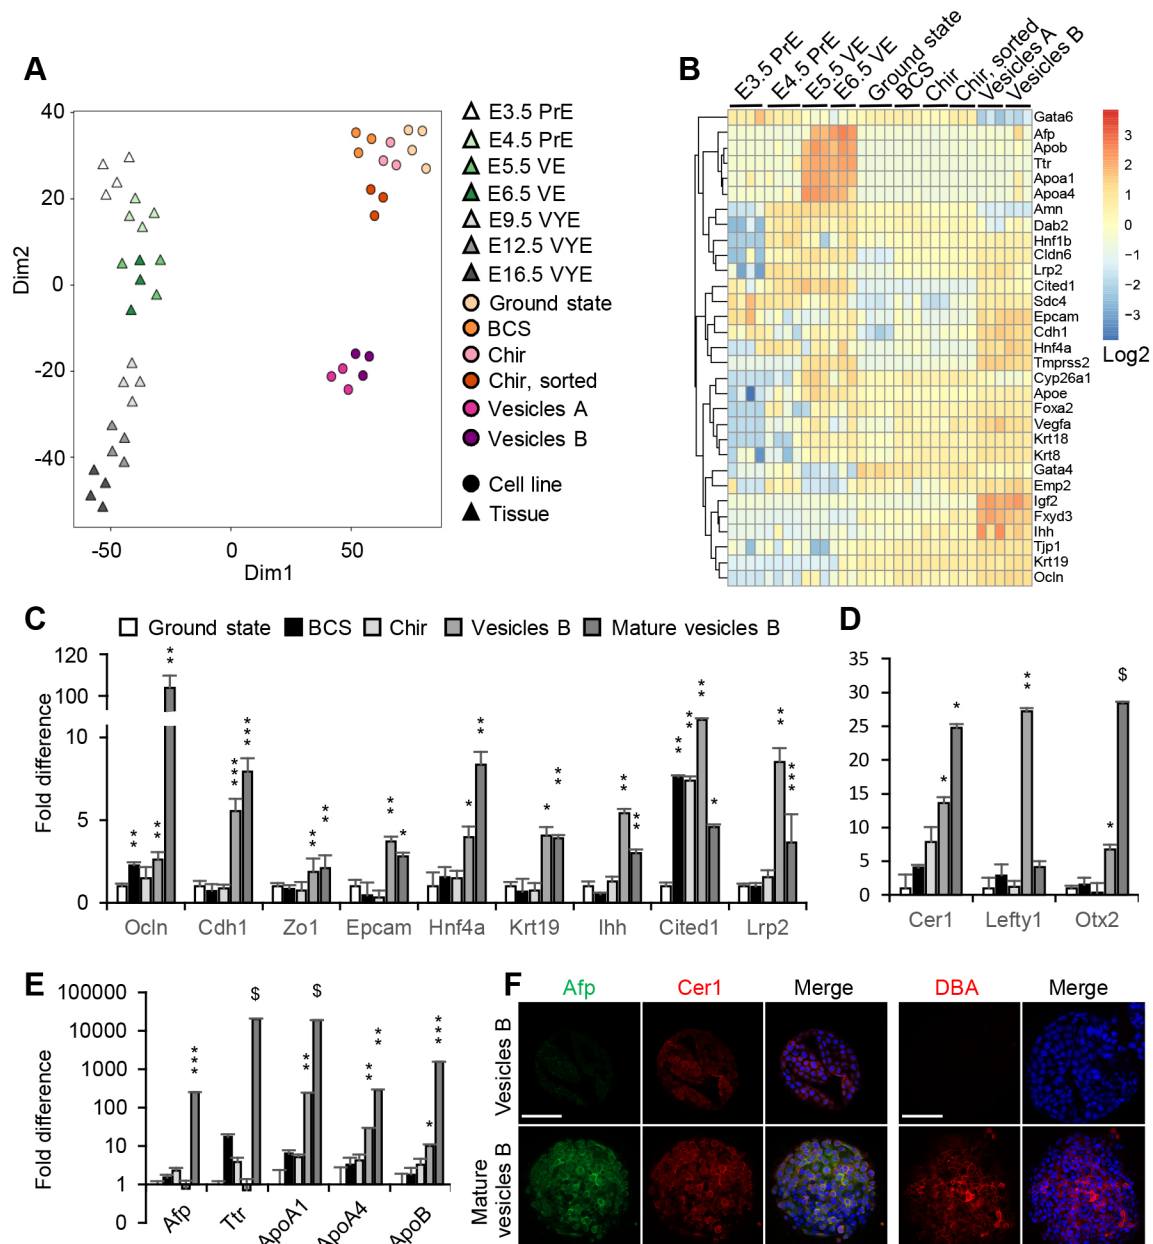 A
40
20
0
-20
-40
-50
0
50
Dim2
Dim1
E3.5 PrE
E4.5 PrE
E5.5 VE
E6.5 VE
E9.5 VYE
E12.5 VYE
E16.5 VYE
Ground state
BCS
Chir
Chir, sorted
Vesicles A
Vesicles B
Cell line
Tissue
B
E3.5 PrE
E4.5 PrE
E5.5 VE
E6.5 VE
Ground state
BCS
Chir
Chir, sorted
Vesicles A
Vesicles B
Gata6
Afp
Apob
Ttr
Apoa1
Apoa4
Amn
Dab2
Hnf1b
Cldn6
Lrp2
Cited1
Sdc4
Epcam
Cdh1
Hnf4a
Tmprss2
Cyp26a1
Apoe
Foxa2
Vegfa
Krt18
Krt8
Gata4
Emp2
Igf2
Fxyd3
Ihh
Tjp1
Krt19
Ocln
3
2
1
0
−1
−2
−3
Log2
C
Ground state BCS Chir Vesicles B Mature vesicles B
Fold difference
120
100
10
5
0
** ** ** *** *** ** ** ** * * ** * ** ** ** ** ** ** * ** ***
Ocln Cdh1 Zo1 Epcam Hnf4a Krt19 Ihh Cited1 Lrp2
D
35
30
25
20
15
10
5
0
* * ** * $
Cer1 Lefty1 Otx2
E
Fold difference
100000
10000
1000
100
10
1
0
*** $ ** $ ** ** * ***
Afp Ttr ApoA1 ApoA4 ApoB
F
Afp Cer1 Merge DBA Merge
Vesicles B
Mature
vesicles B